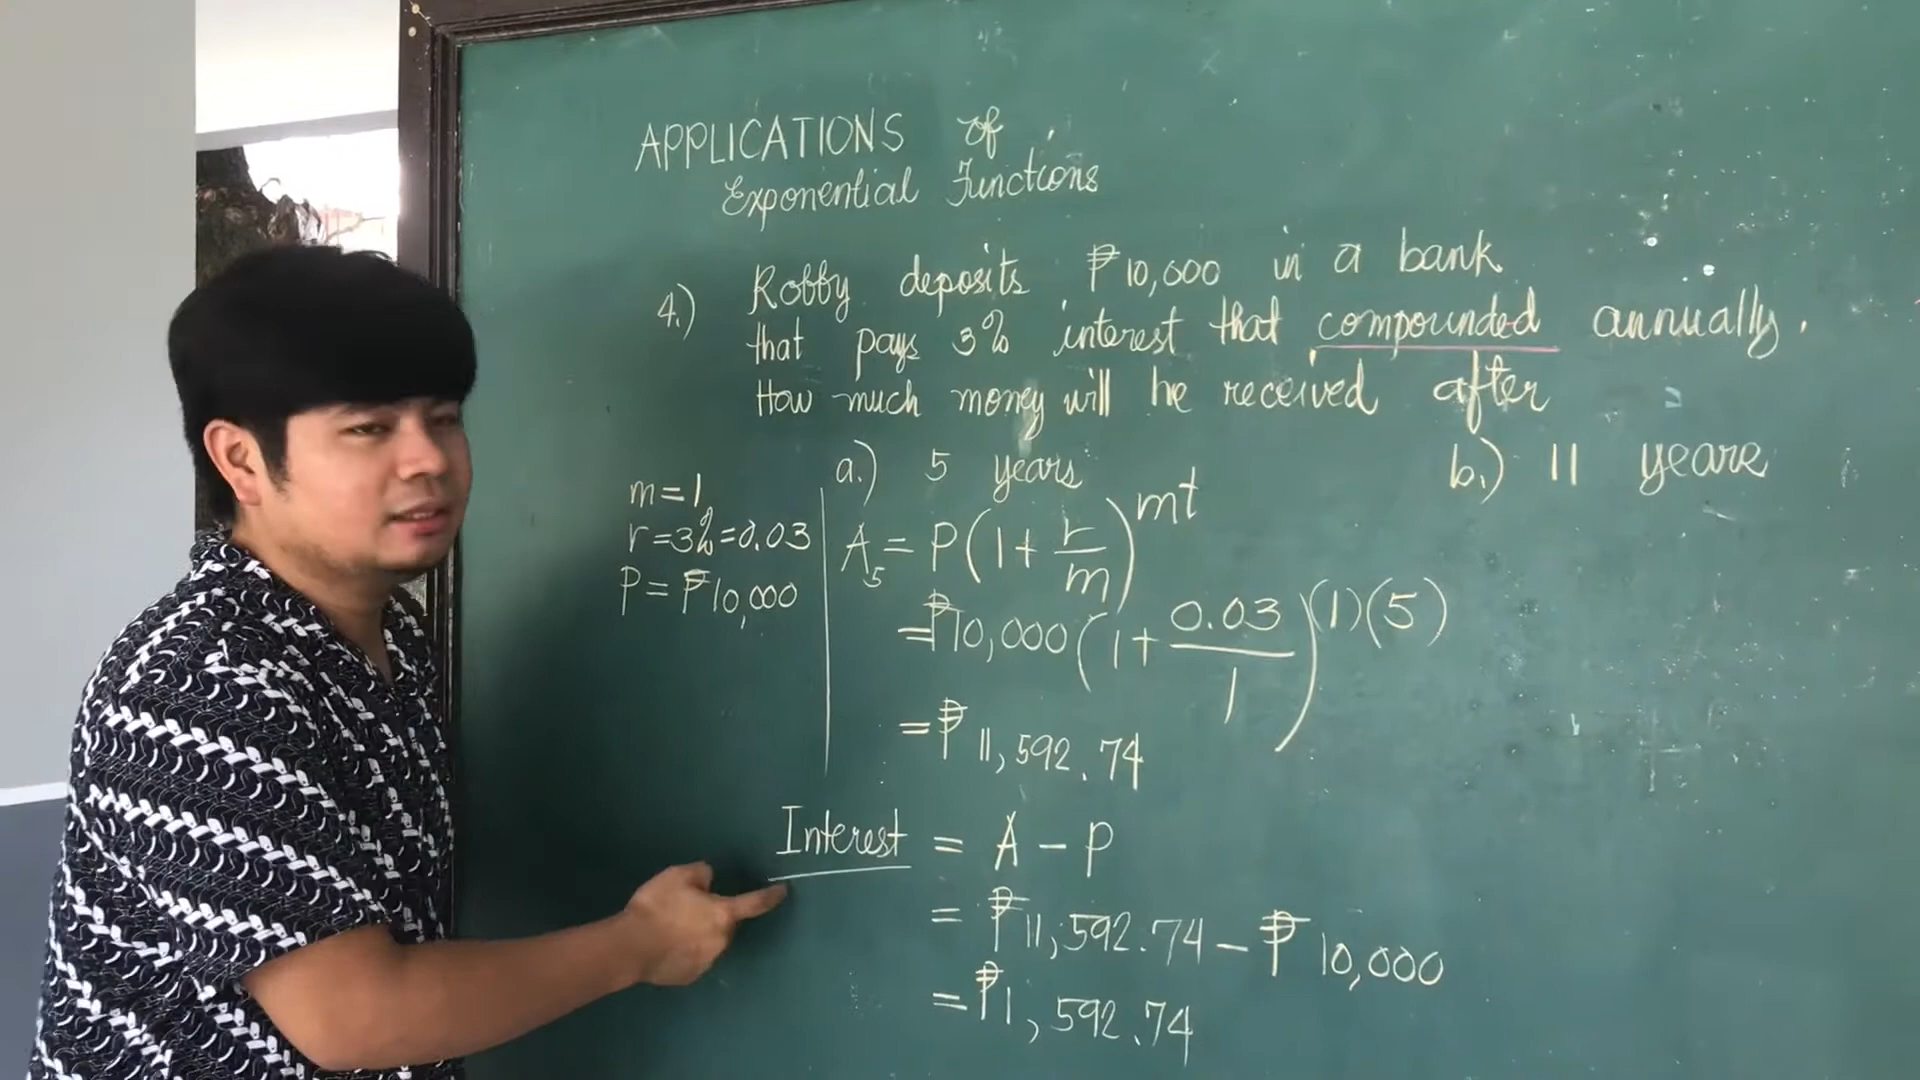 APPLICATIONS of
Exponential Functions
4.) Robby deposits ₱10,000 in a bank
that pays 3% interest that compounded annually.
How much money will he received after
a.) 5 years
b.) 11 years
m=1
r=3%=0.03
P=₱10,000
A₅=P(1+r/m)^mt
=₱10,000(1+0.03/1)^(1)(5)
=₱11,592.74
Interest = A-P
=₱11,592.74-₱10,000
=₱1,592.74